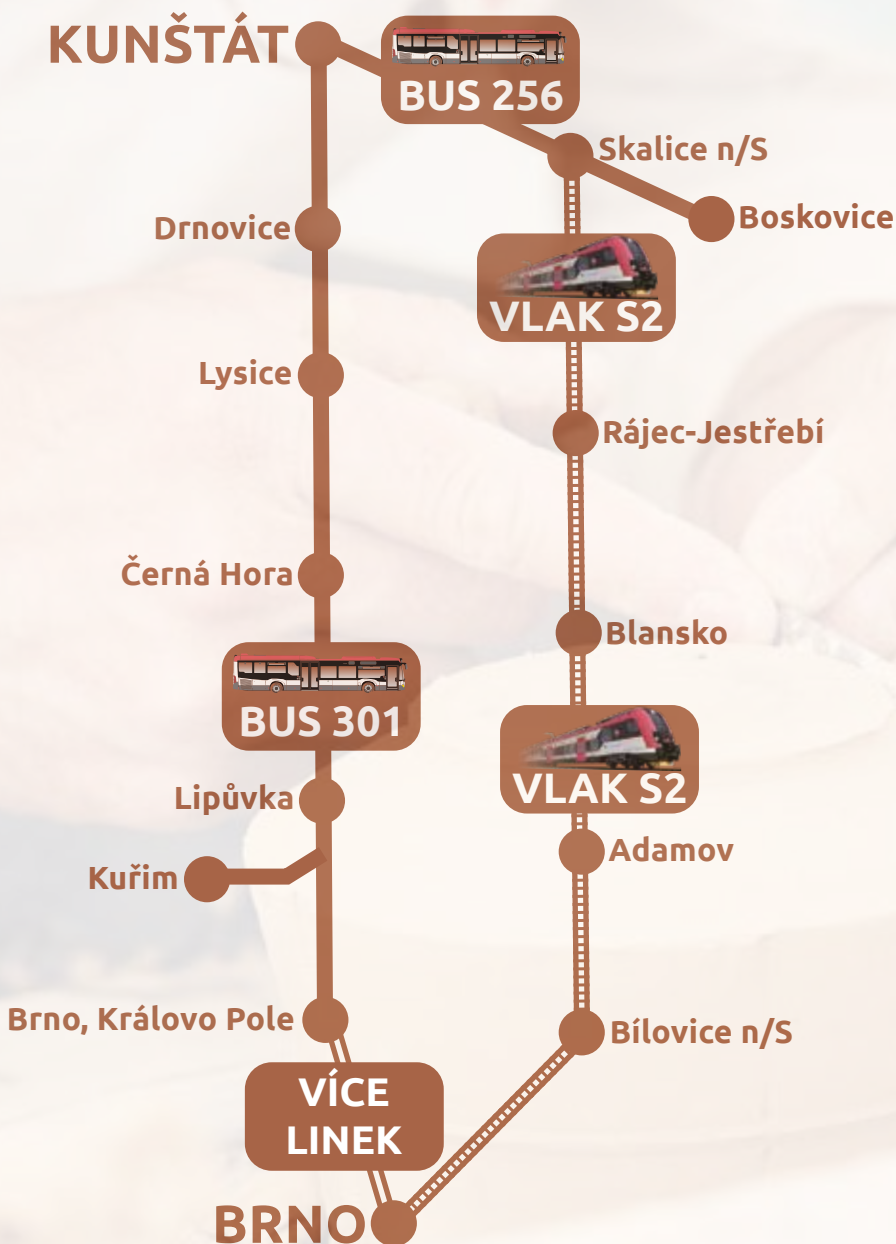 KUNŠTÁT
BUS 256
Skalice n/S
Boskovice
Drnovice
VLAK S2
Lysice
Rájec-Jestřebí
Černá Hora
Blansko
BUS 301
VLAK S2
Lipůvka
Adamov
Kuřim
Brno, Královo Pole
Bílovice n/S
VÍCE
LINEK
BRNO